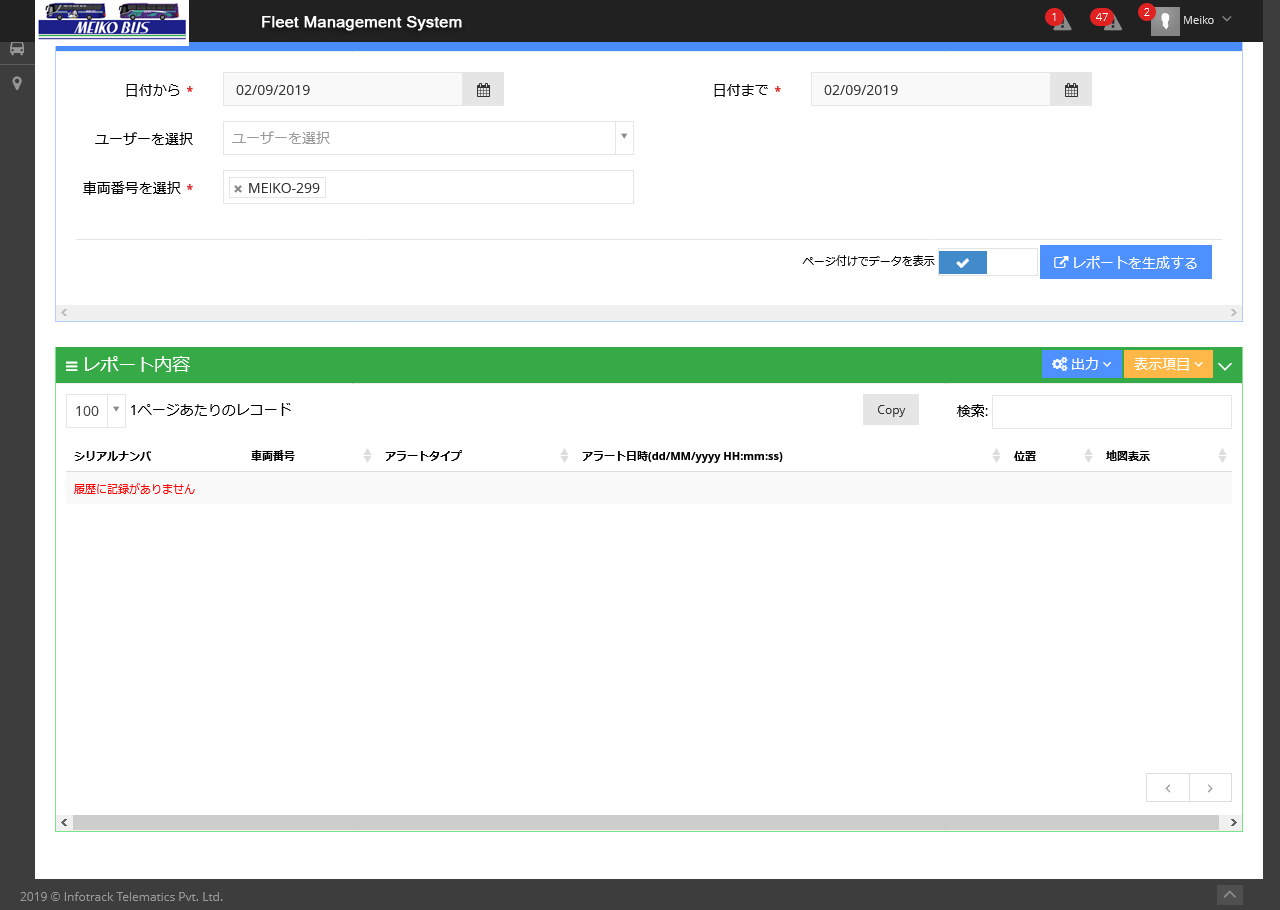 MEIKO BUS
Fleet Management System
1
47
2
Meiko
日付から *
02/09/2019
日付まで *
02/09/2019
ユーザーを選択
ユーザーを選択
車両番号を選択 *
× MEIKO-299
ページ付けでデータを表示
レポートを生成する
レポート内容
出力
表示項目
100
1ページあたりのレコード
Copy
検索:
シリアルナンバ
車両番号
アラートタイプ
アラート日時(dd/MM/yyyy HH:mm:ss)
位置
地図表示
履歴に記録がありません
2019 © Infotrack Telematics Pvt. Ltd.